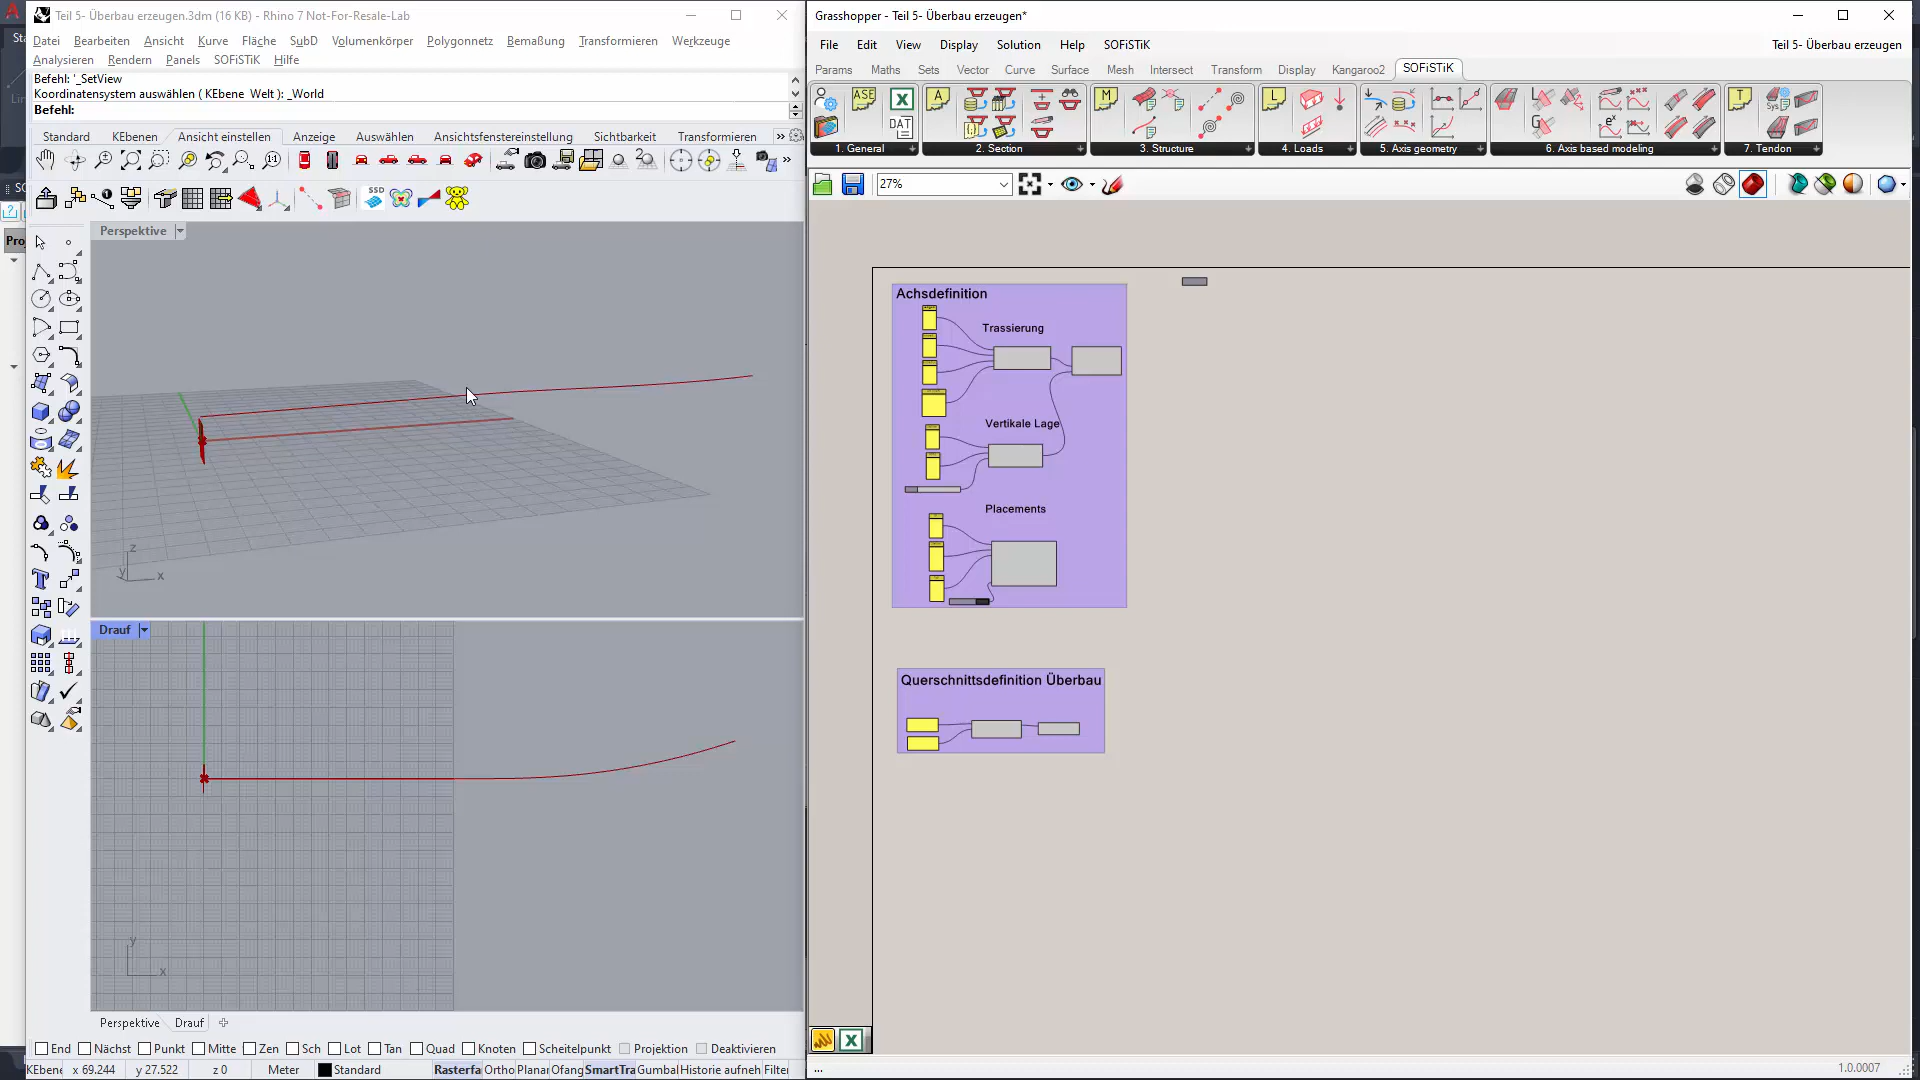 Teil 5- Überbau erzeugen.3dm (16 KB) - Rhino 7 Not-For-Resale-Lab
Datei Bearbeiten Ansicht Kurve Fläche SubD Volumenkörper Polygonnetz Bemaßung Transformieren Werkzeuge
Analysieren Rendern Panels SOFiSTiK Hilfe
Befehl: '_SetView
Koordinatensystem auswählen ( KEbene Welt ): _World
Befehl:
Standard KEbenen Ansicht einstellen Anzeige Auswählen Ansichtsfenstereinstellung Sichtbarkeit Transformieren
SSD
Perspektive
z
y x
Drauf
y
x
Perspektive Drauf
End Nächst Punkt Mitte Zen Sch Lot Tan Quad Knoten Scheitelpunkt Projektion Deaktivieren
KEbene x 69.244 y 27.522 z 0 Meter Standard Rasterfa Ortho Planar Ofang SmartTra Gumbal Historie aufneh Filter
Grasshopper - Teil 5- Überbau erzeugen*
File Edit View Display Solution Help SOFiSTiK Teil 5- Überbau erzeugen
Params Maths Sets Vector Curve Surface Mesh Intersect Transform Display Kangaroo2 SOFiSTiK
ASE
DAT
A
M
L
T
1. General 2. Section 3. Structure 4. Loads 5. Axis geometry 6. Axis based modeling 7. Tendon
27%
Achsdefinition
Trassierung
Vertikale Lage
Placements
Querschnittsdefinition Überbau
...
1.0.0007